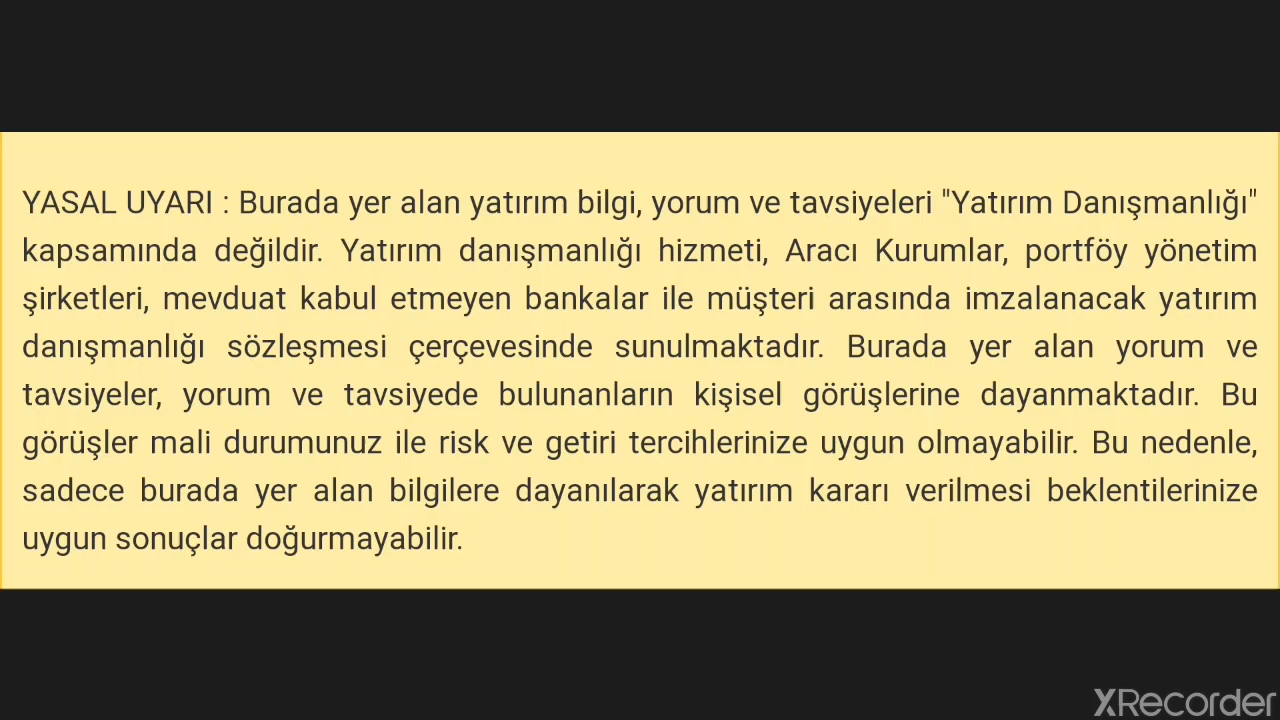 YASAL UYARI : Burada yer alan yatırım bilgi, yorum ve tavsiyeleri "Yatırım Danışmanlığı"
kapsamında değildir. Yatırım danışmanlığı hizmeti, Aracı Kurumlar, portföy yönetim
şirketleri, mevduat kabul etmeyen bankalar ile müşteri arasında imzalanacak yatırım
danışmanlığı sözleşmesi çerçevesinde sunulmaktadır. Burada yer alan yorum ve
tavsiyeler, yorum ve tavsiyede bulunanların kişisel görüşlerine dayanmaktadır. Bu
görüşler mali durumunuz ile risk ve getiri tercihlerinize uygun olmayabilir. Bu nedenle,
sadece burada yer alan bilgilere dayanılarak yatırım kararı verilmesi beklentilerinize
uygun sonuçlar doğurmayabilir.
XRecorder